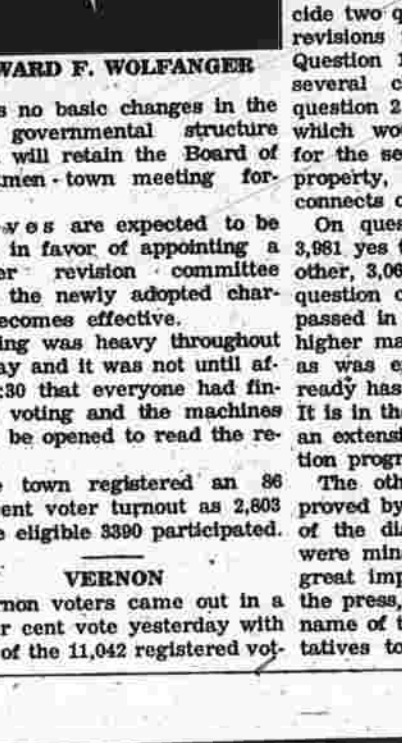 WARD F. WOLFANGER
s no basic changes in the
governmental structure
will retain the Board of
tmen - town meeting for-
v e s are expected to be
in favor of appointing a
er revision committee
the newly adopted char-
ecomes effective.
ing was heavy throughout
ay and it was not until af-
:30 that everyone had fin-
voting and the machines
be opened to read the re-
town registered an 86
ent voter turnout as 2,803
e eligible 3390 participated.
VERNON
rnon voters came out in a
r cent vote yesterday with
of the 11,042 registered vot-
cide two q
revisions
Question 1
several c
question 2
which wou
for the se
property,
connects c
On ques
3,981 yes t
other, 3,06
question c
passed in
higher ma
as was e
ready has
It is in the
an extensi
tion progr
The oth
proved by
of the dia
were min
great imp
the press,
name of t
tatives to